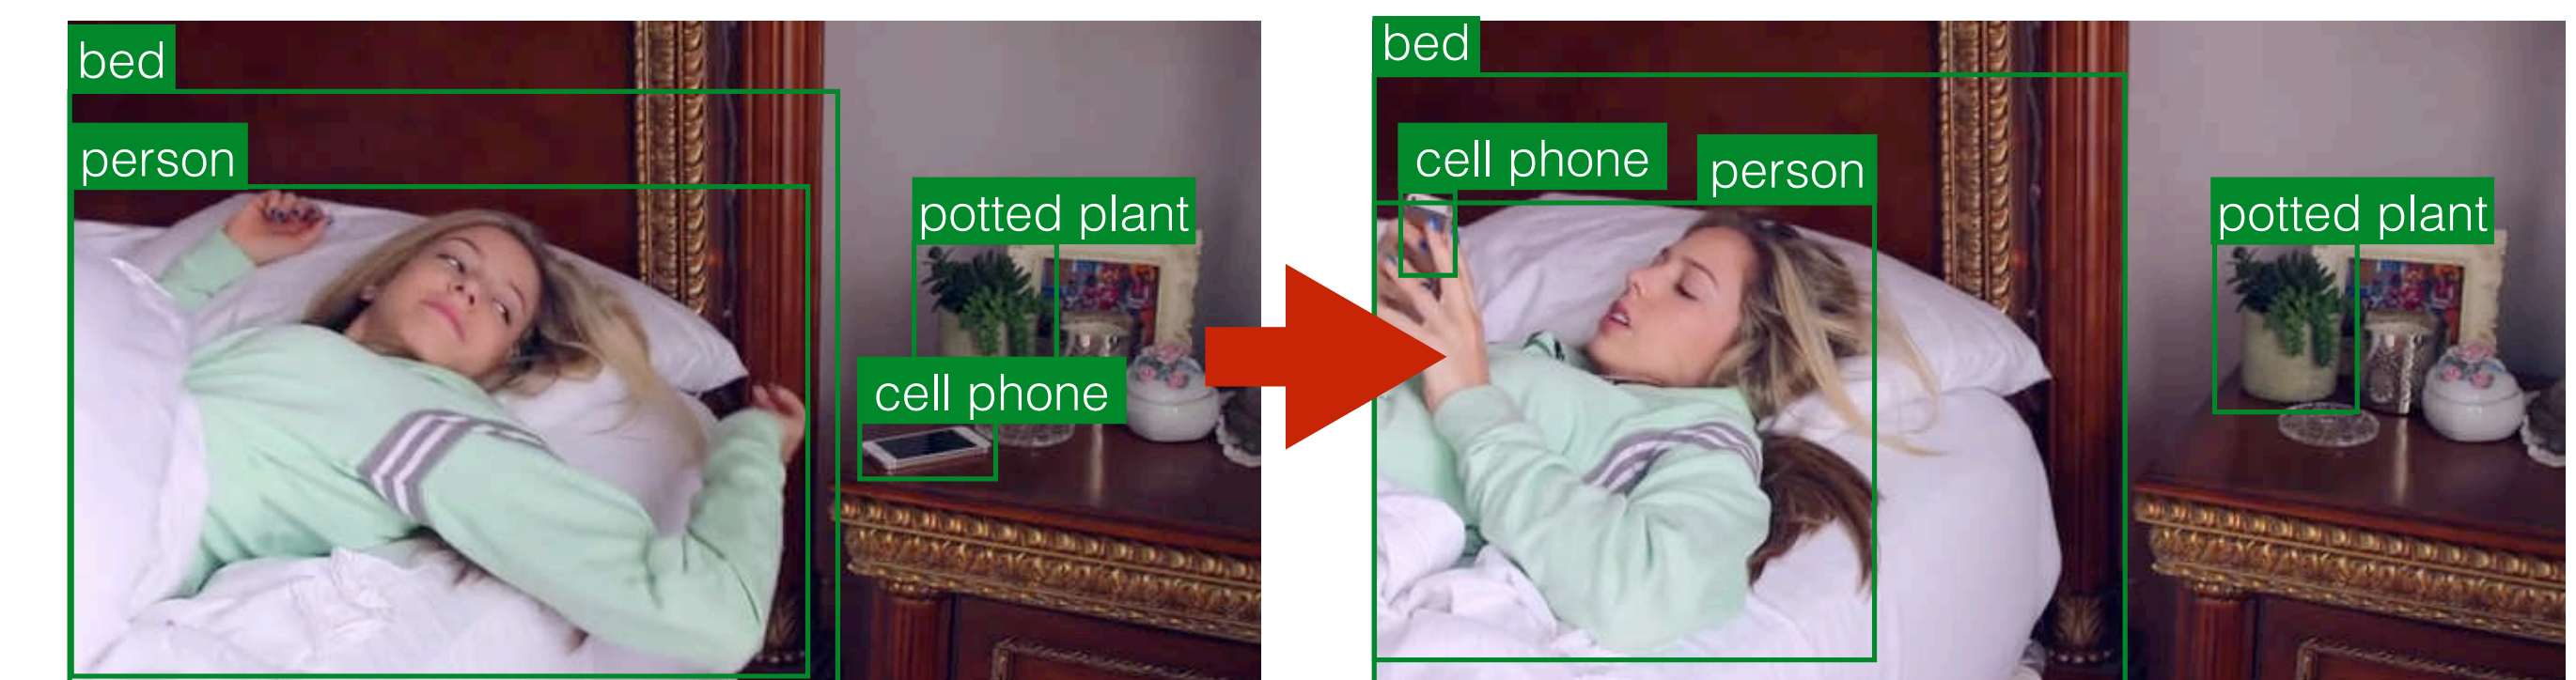 bed
person
potted plant
cell phone
bed
cell phone
person
potted plant